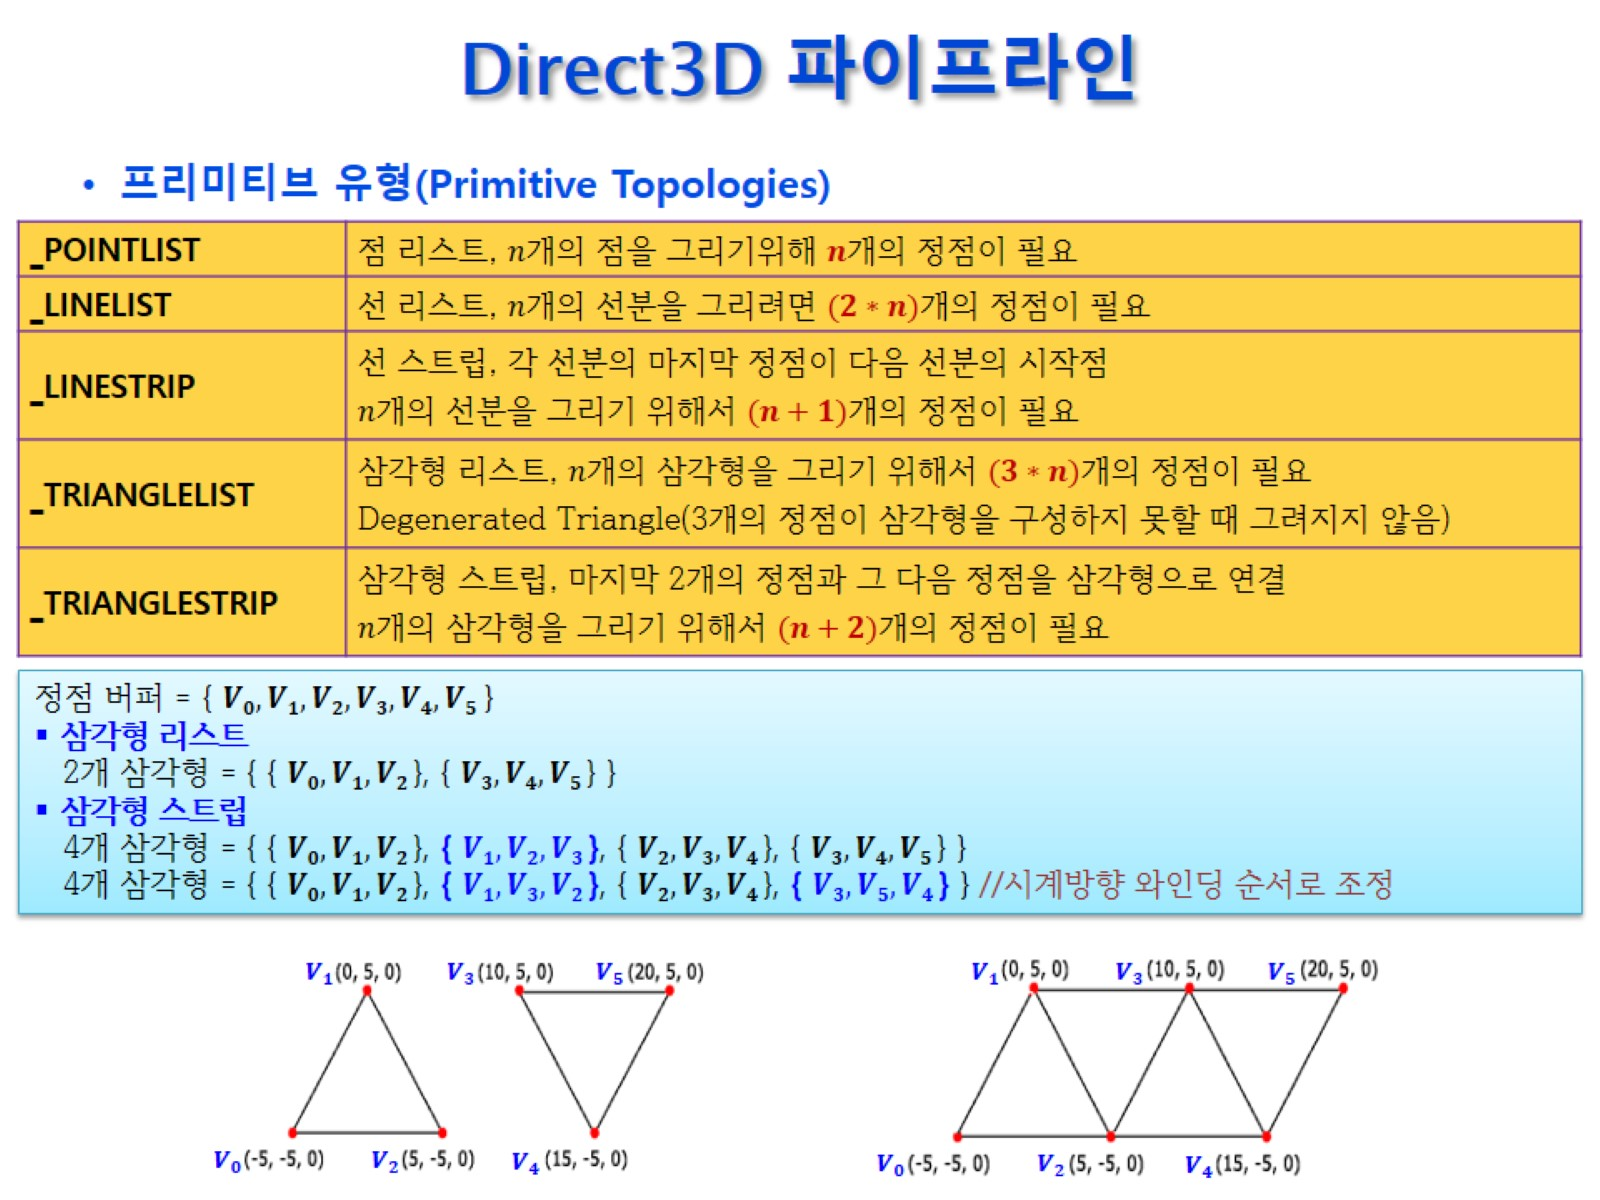 Direct3D 파이프라인
• 프리미티브 유형(Primitive Topologies)
_POINTLIST 점 리스트, n개의 점을 그리기위해 n개의 정점이 필요
_LINELIST 선 리스트, n개의 선분을 그리려면 (2 * n)개의 정점이 필요
_LINESTRIP 선 스트립, 각 선분의 마지막 정점이 다음 선분의 시작점
n개의 선분을 그리기 위해서 (n + 1)개의 정점이 필요
_TRIANGLELIST 삼각형 리스트, n개의 삼각형을 그리기 위해서 (3 * n)개의 정점이 필요
Degenerated Triangle(3개의 정점이 삼각형을 구성하지 못할 때 그려지지 않음)
_TRIANGLESTRIP 삼각형 스트립, 마지막 2개의 정점과 그 다음 정점을 삼각형으로 연결
n개의 삼각형을 그리기 위해서 (n + 2)개의 정점이 필요
정점 버퍼 = { V₀, V₁, V₂, V₃, V₄, V₅ }
▪ 삼각형 리스트
2개 삼각형 = { { V₀, V₁, V₂ }, { V₃, V₄, V₅ } }
▪ 삼각형 스트립
4개 삼각형 = { { V₀, V₁, V₂ }, { V₁, V₂, V₃ }, { V₂, V₃, V₄ }, { V₃, V₄, V₅ } }
4개 삼각형 = { { V₀, V₁, V₂ }, { V₁, V₃, V₂ }, { V₂, V₃, V₄ }, { V₃, V₅, V₄ } } //시계방향 와인딩 순서로 조정
V₁(0, 5, 0) V₃(10, 5, 0) V₅(20, 5, 0)
V₀(-5, -5, 0) V₂(5, -5, 0) V₄(15, -5, 0)
V₁(0, 5, 0) V₃(10, 5, 0) V₅(20, 5, 0)
V₀(-5, -5, 0) V₂(5, -5, 0) V₄(15, -5, 0)